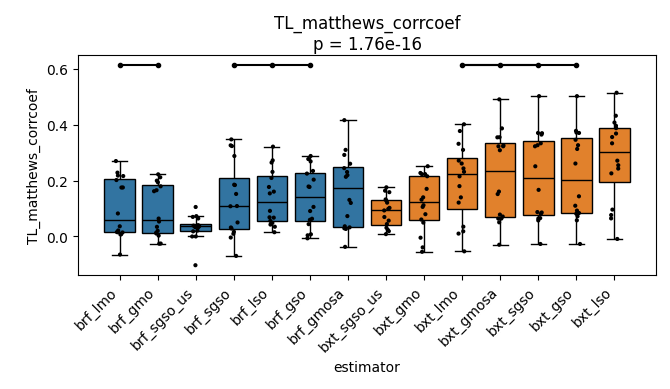 TL_matthews_corrcoef
p = 1.76e-16
TL_matthews_corrcoef
0.6
0.4
0.2
0.0
brf_lmo
brf_gmo
brf_sgso_us
brf_sgso
brf_lso
brf_gso
brf_gmosa
bxt_sgso_us
bxt_gmo
bxt_lmo
bxt_gmosa
bxt_sgso
bxt_gso
bxt_lso
estimator